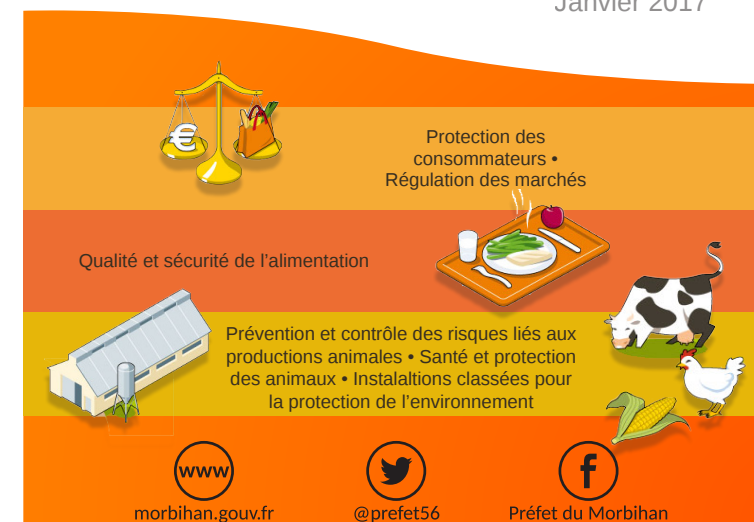 Janvier 2017
€
Protection des
consommateurs •
Régulation des marchés
Qualité et sécurité de l'alimentation
Prévention et contrôle des risques liés aux
productions animales • Santé et protection
des animaux • Instalaltions classées pour
la protection de l'environnement
www
morbihan.gouv.fr
@prefet56
Préfet du Morbihan